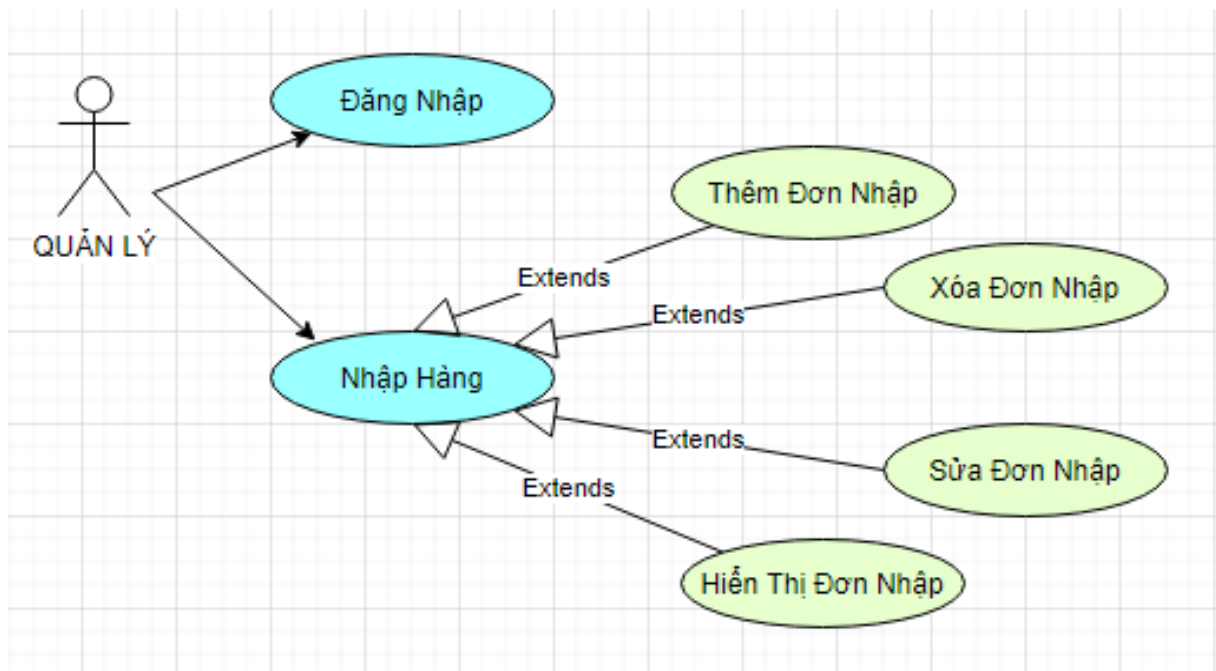 Đăng Nhập
QUẢN LÝ
Thêm Đơn Nhập
Extends
Xóa Đơn Nhập
Extends
Nhập Hàng
Extends
Sửa Đơn Nhập
Extends
Hiển Thị Đơn Nhập